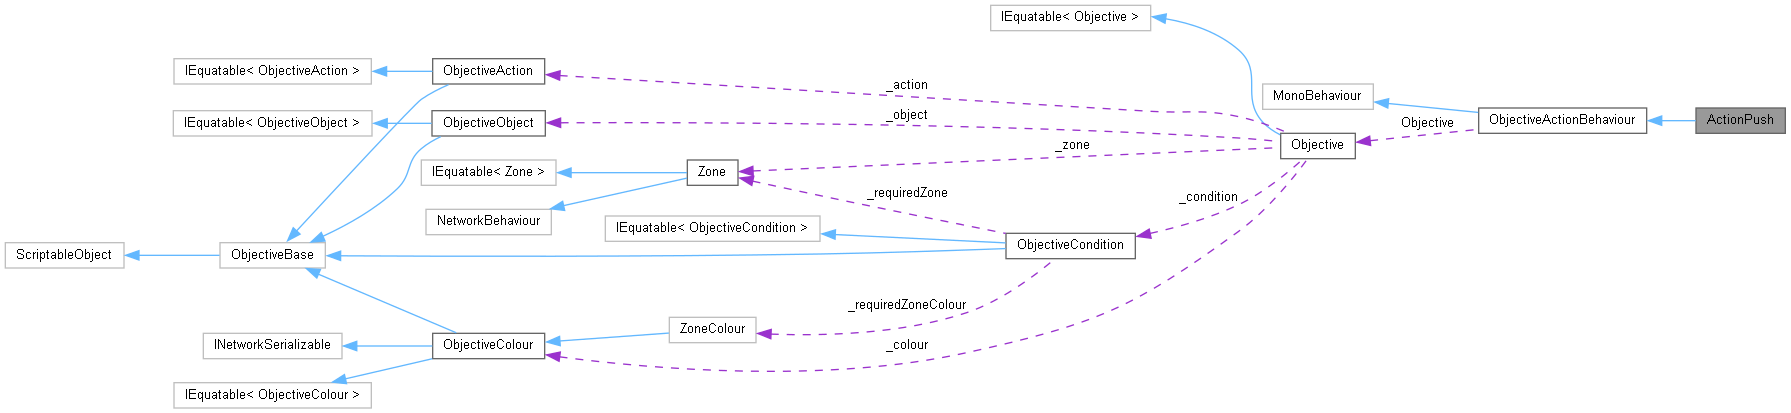 IEquatable< Objective >
IEquatable< ObjectiveAction >
ObjectiveAction
_action
MonoBehaviour
IEquatable< ObjectiveObject >
ObjectiveObject
_object
Objective
ObjectiveActionBehaviour
ActionPush
_zone
Objective
IEquatable< Zone >
Zone
_requiredZone
_condition
NetworkBehaviour
IEquatable< ObjectiveCondition >
ObjectiveCondition
ScriptableObject
ObjectiveBase
_requiredZoneColour
ZoneColour
INetworkSerializable
ObjectiveColour
_colour
IEquatable< ObjectiveColour >